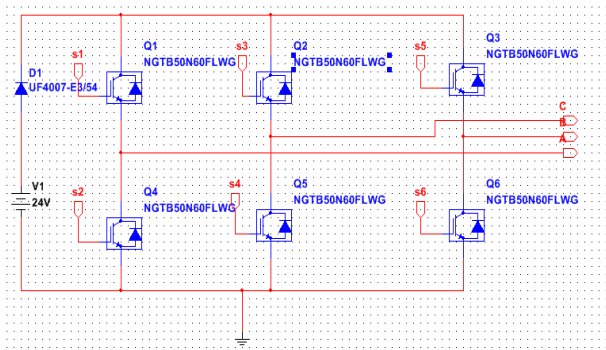 s1
Q1
NGTB50N60FLWG
s3
Q2
NGTB50N60FLWG
s5
Q3
NGTB50N60FLWG
D1
UF4007-E3/54
C
B
A
V1
24V
s2
Q4
NGTB50N60FLWG
s4
Q5
NGTB50N60FLWG
s6
Q6
NGTB50N60FLWG